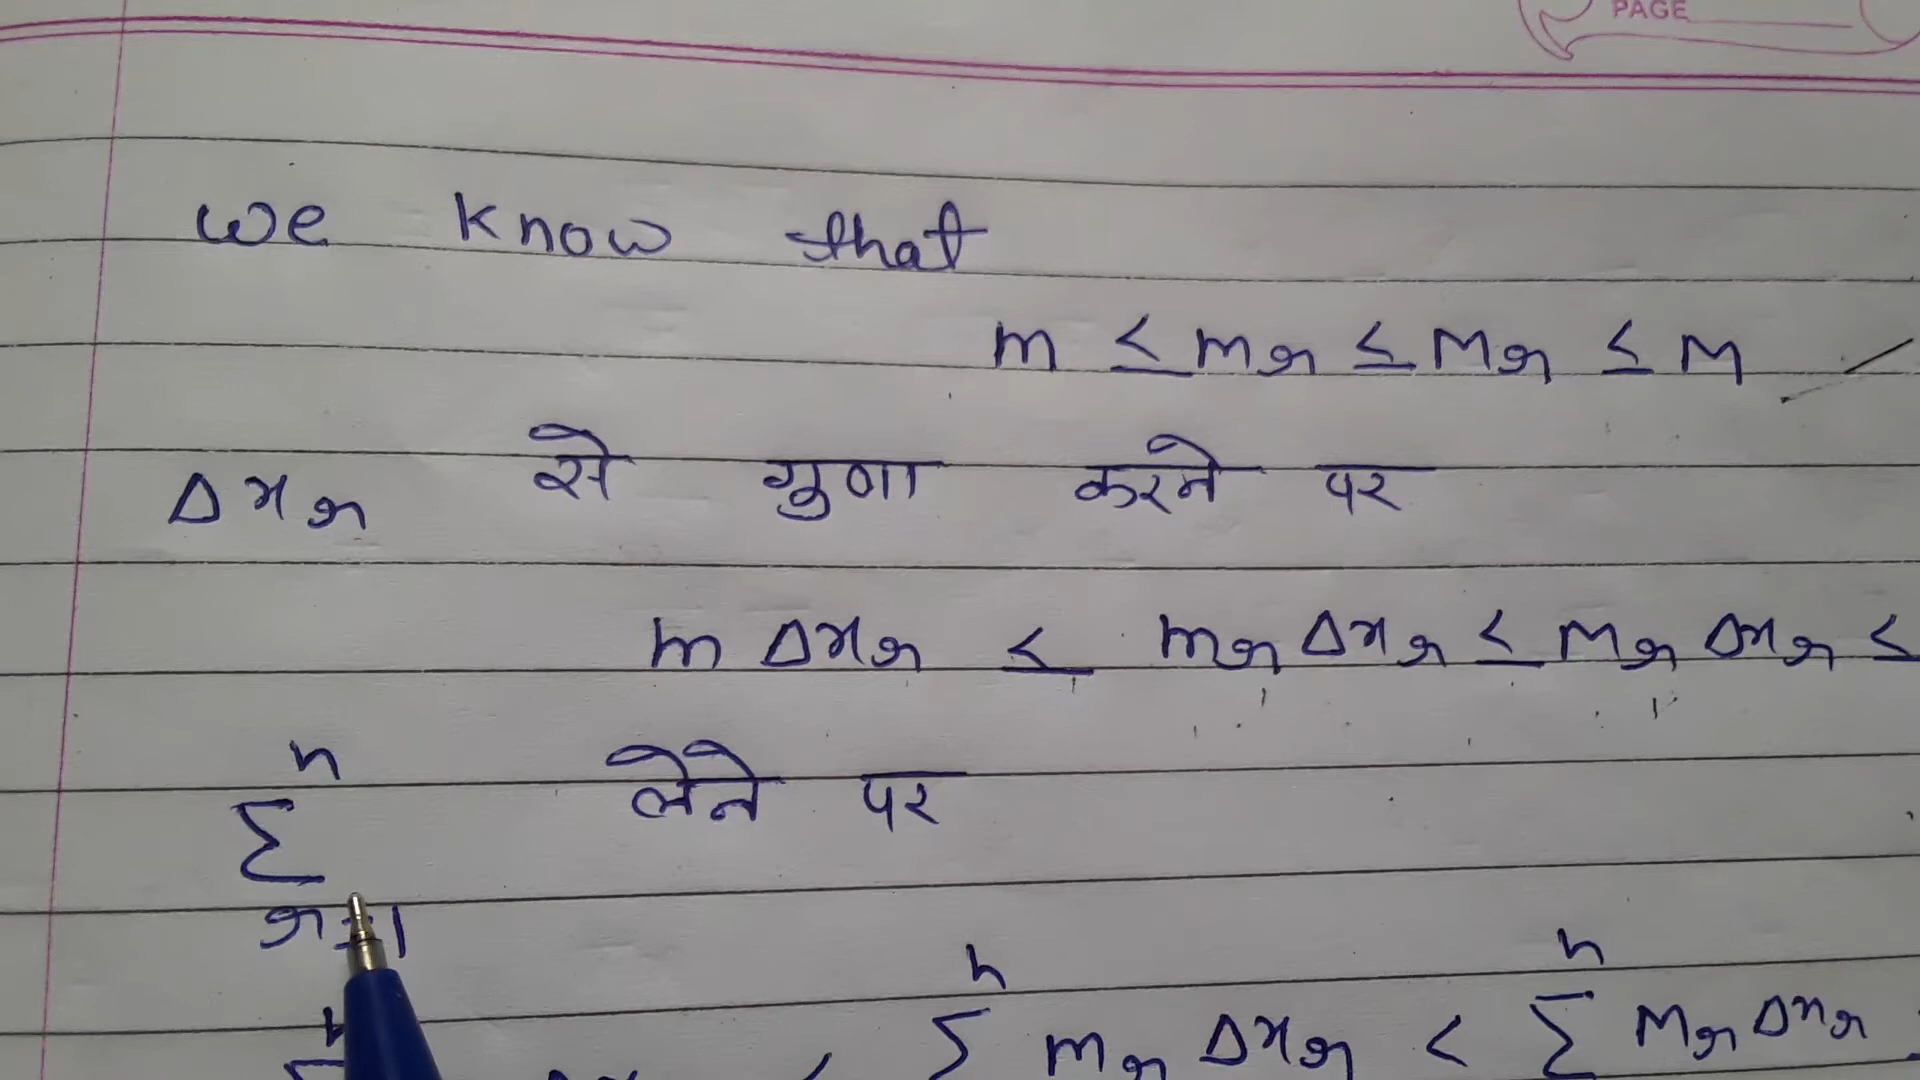 PAGE
we know that
m ≤ mr ≤ Mr ≤ M
Δxr से गुणा करने पर
m Δxr ≤ mr Δxr ≤ Mr Δxr ≤
n
Σ लेने पर
r=1
n n n
Σ Δxr < Σ mr Δxr < Σ Mr Δxr